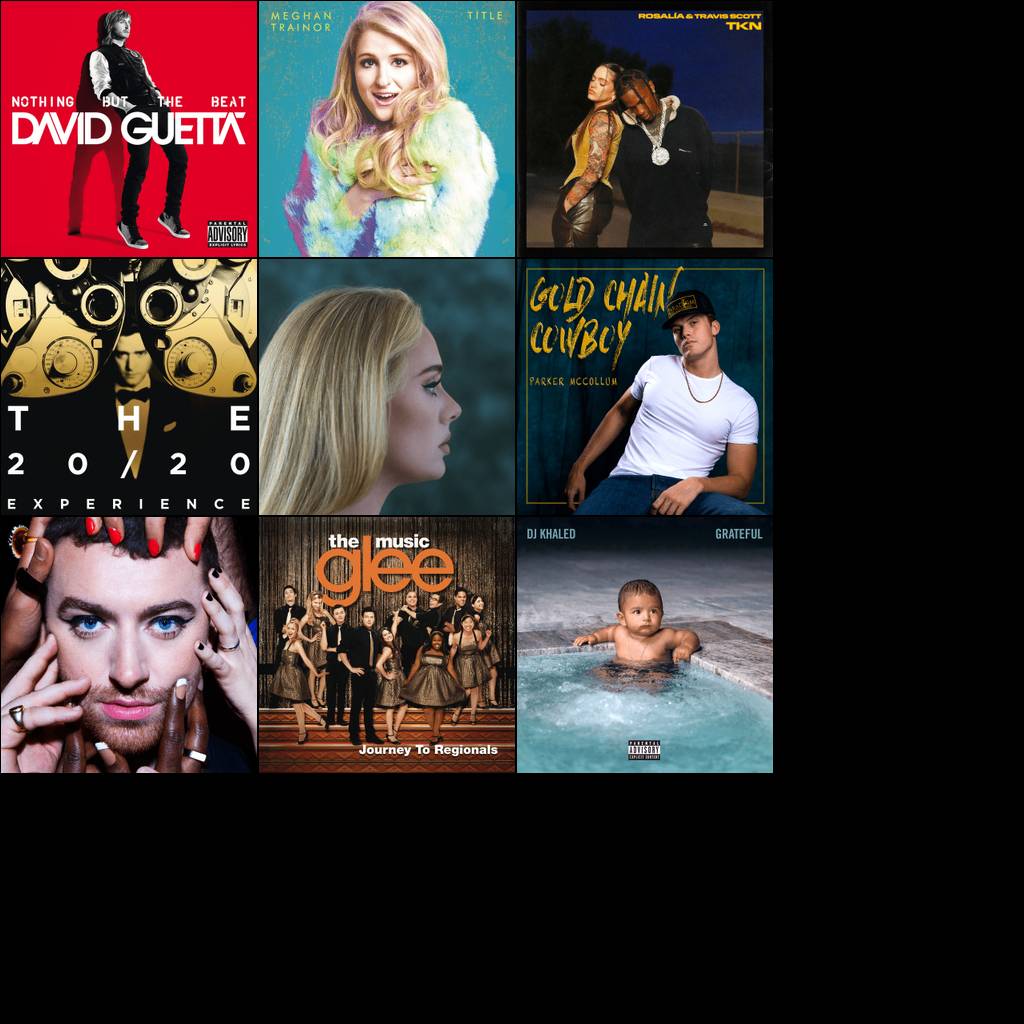 NOTHING BUT THE BEAT
DAVID GUETTA
PARENTAL
ADVISORY
EXPLICIT LYRICS
MEGHAN
TRAINOR
TITLE
ROSALÍA & TRAVIS SCOTT
TKN
THE
20/20
EXPERIENCE
GOLD CHAIN
COWBOY
PARKER MCCOLLUM
the music
glee
Journey To Regionals
DJ KHALED
GRATEFUL
PARENTAL
ADVISORY
EXPLICIT CONTENT